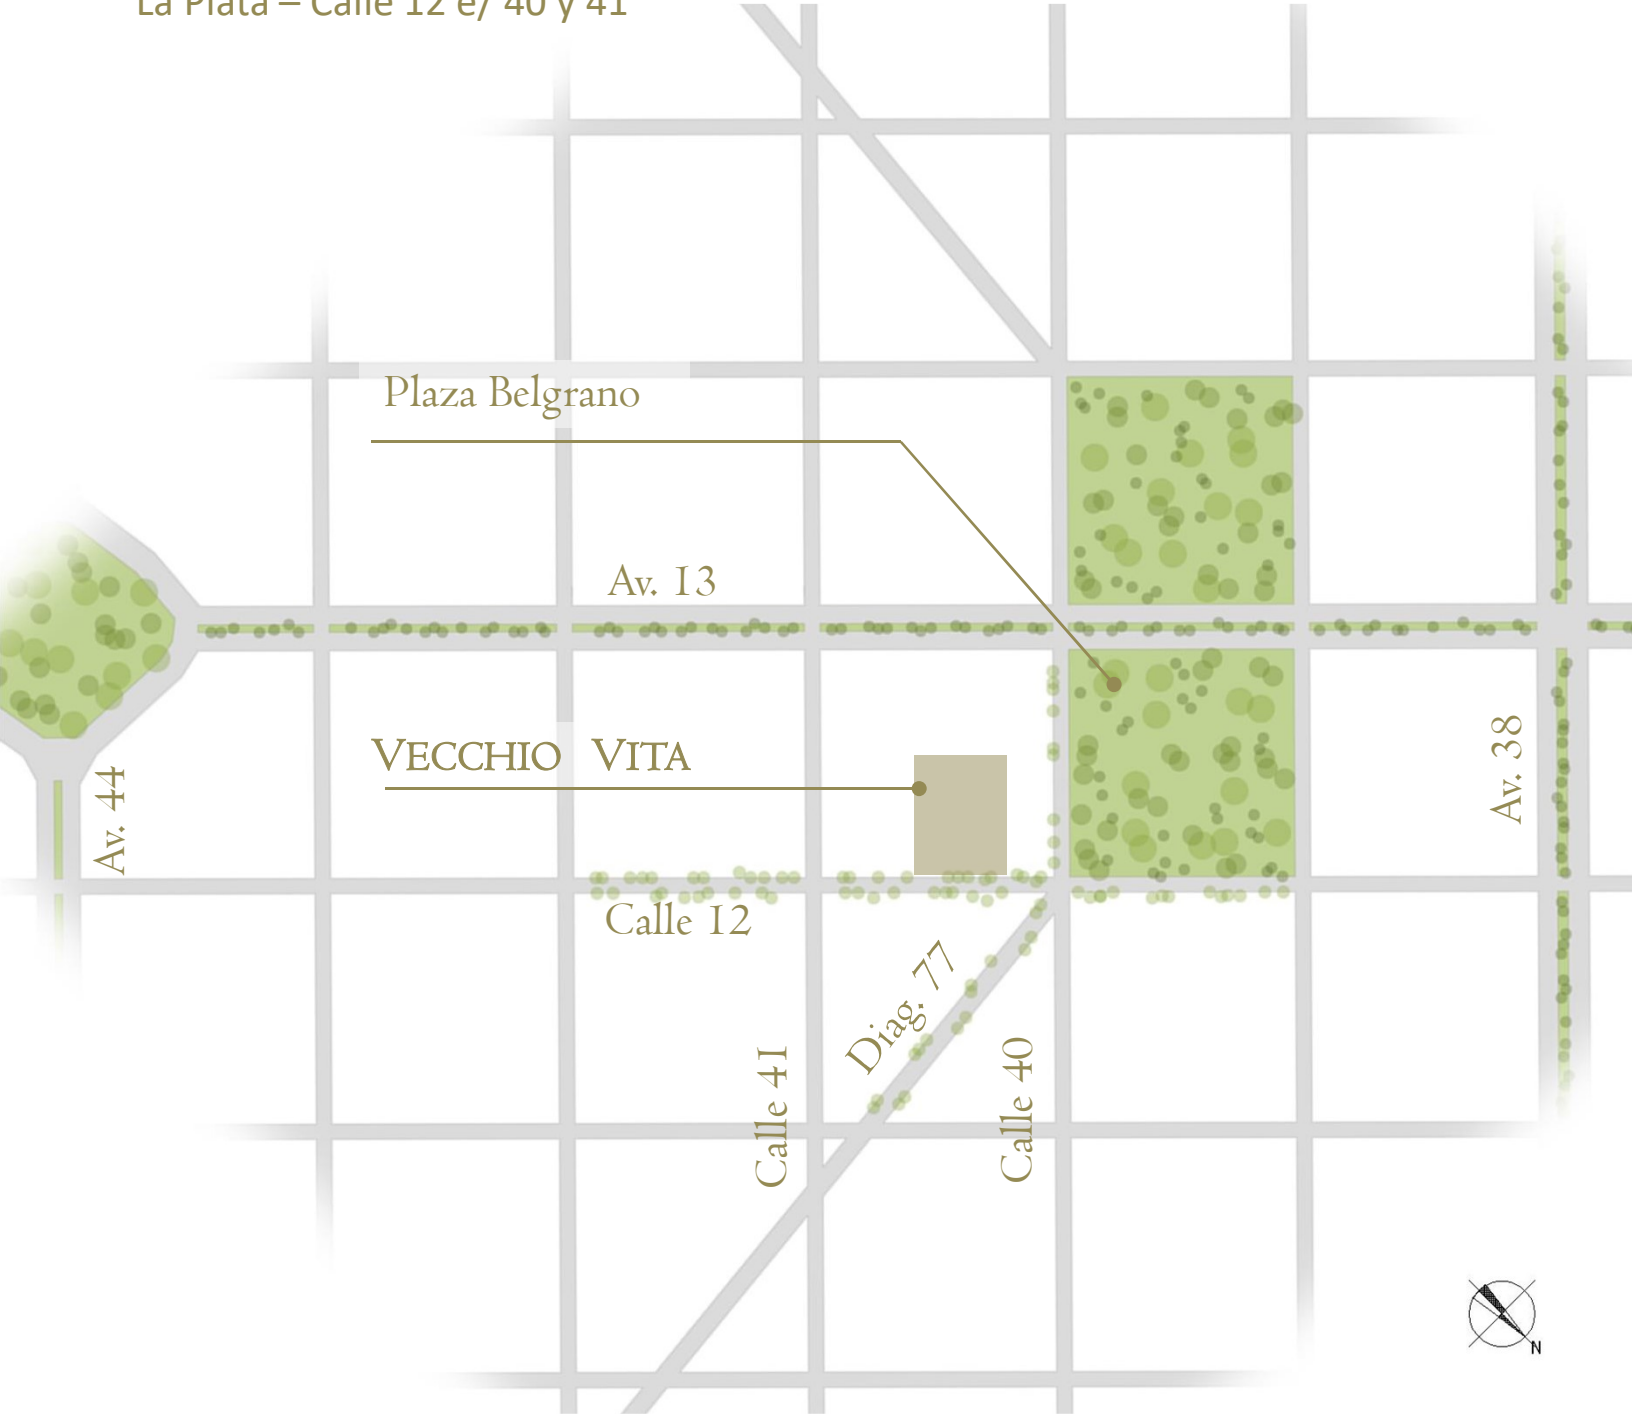 La Plata – Calle 12 e/ 40 y 41
Plaza Belgrano
Av. 13
VECCHIO VITA
Av. 44
Av. 38
Calle 12
Diag. 77
Calle 41
Calle 40
N